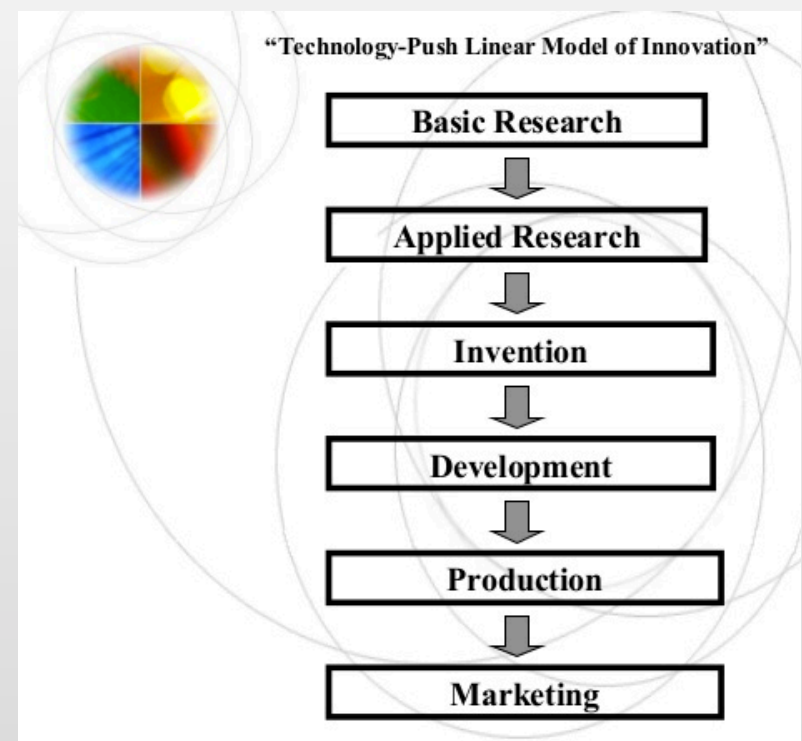 “Technology-Push Linear Model of Innovation”
Basic Research
Applied Research
Invention
Development
Production
Marketing